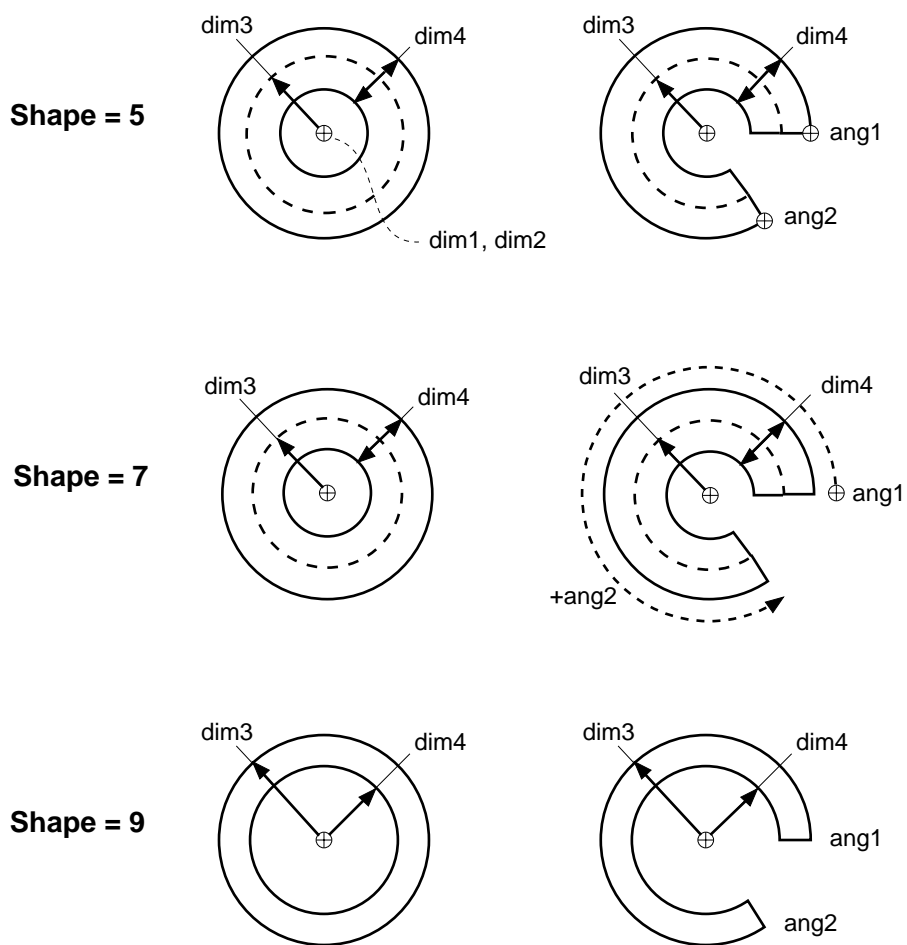 dim3
dim4
dim3
dim4
Shape = 5
ang1
ang2
dim1, dim2
dim3
dim4
dim3
dim4
Shape = 7
ang1
+ang2
dim3
dim4
dim3
dim4
Shape = 9
ang1
ang2